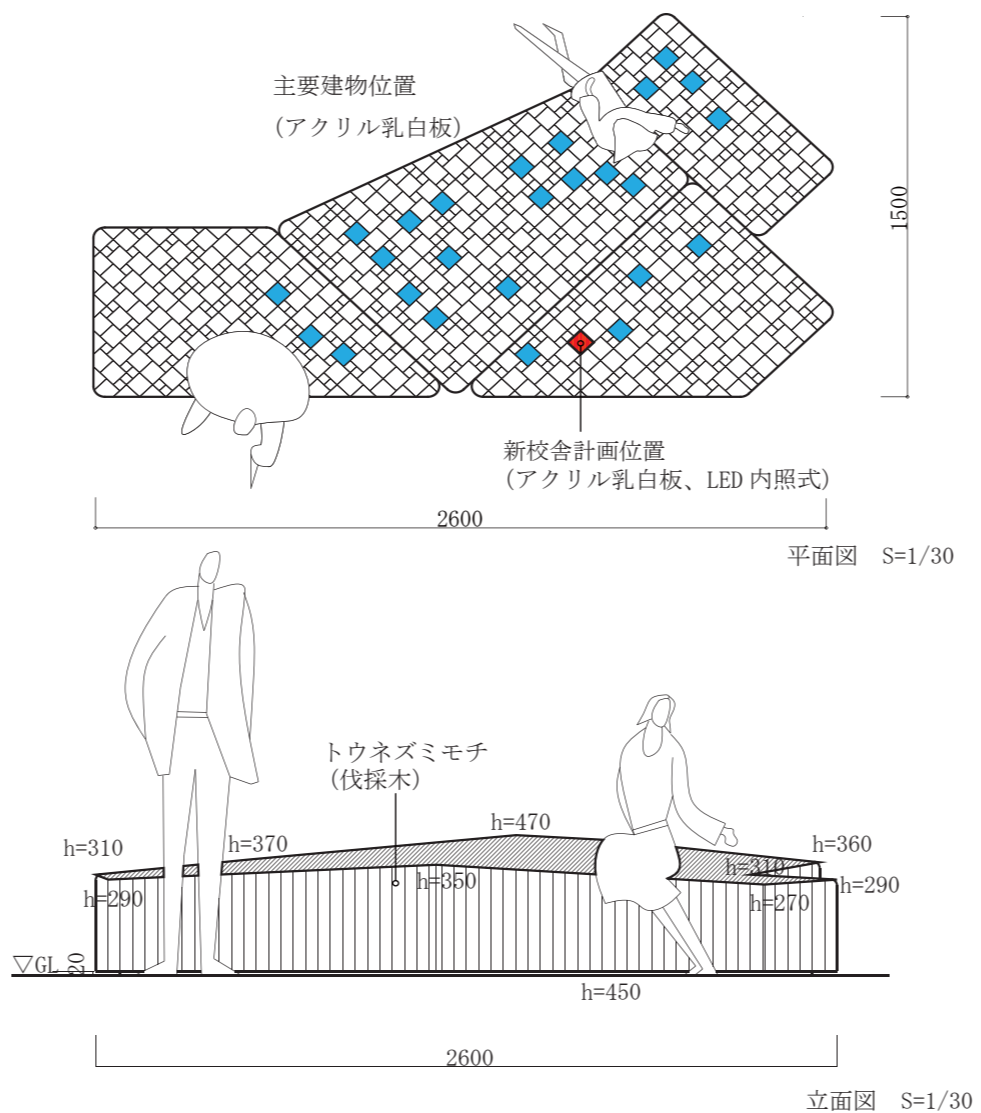 主要建物位置
(アクリル乳白板)
1500
新校舎計画位置
(アクリル乳白板、LED 内照式)
2600
平面図 S=1/30
トウネズミモチ
(伐採木)
h=470
h=310
h=370
h=360
h=350
h=310
h=290
h=290
h=270
▽GL
20
h=450
2600
立面図 S=1/30